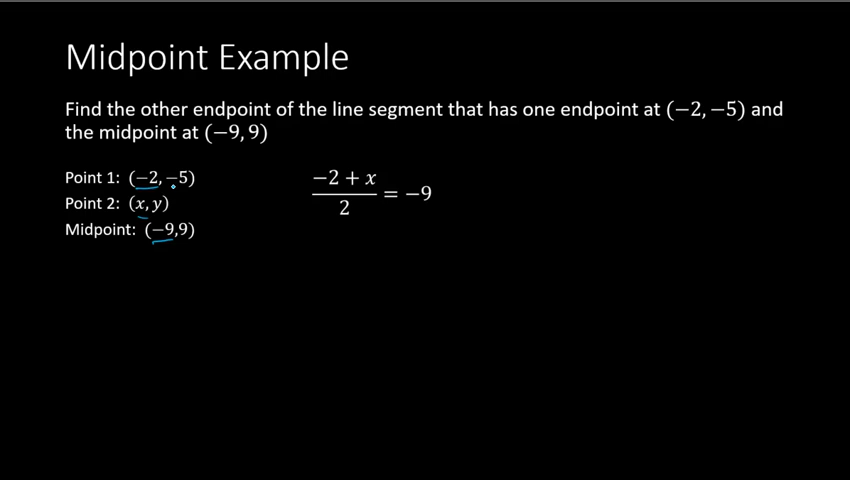 Midpoint Example
Find the other endpoint of the line segment that has one endpoint at (−2, −5) and
the midpoint at (−9, 9)
Point 1: (−2, −5)
Point 2: (x, y)
Midpoint: (−9,9)
−2 + x
2
= −9